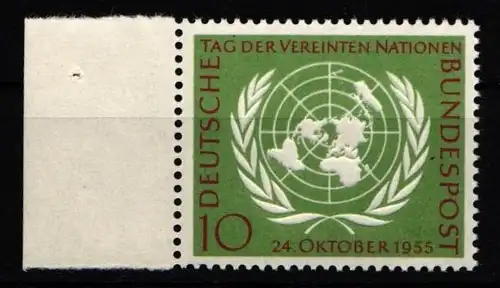 TAG DER VEREINTEN NATIONEN
DEUTSCHE
BUNDESPOST
10
24. OKTOBER 1955